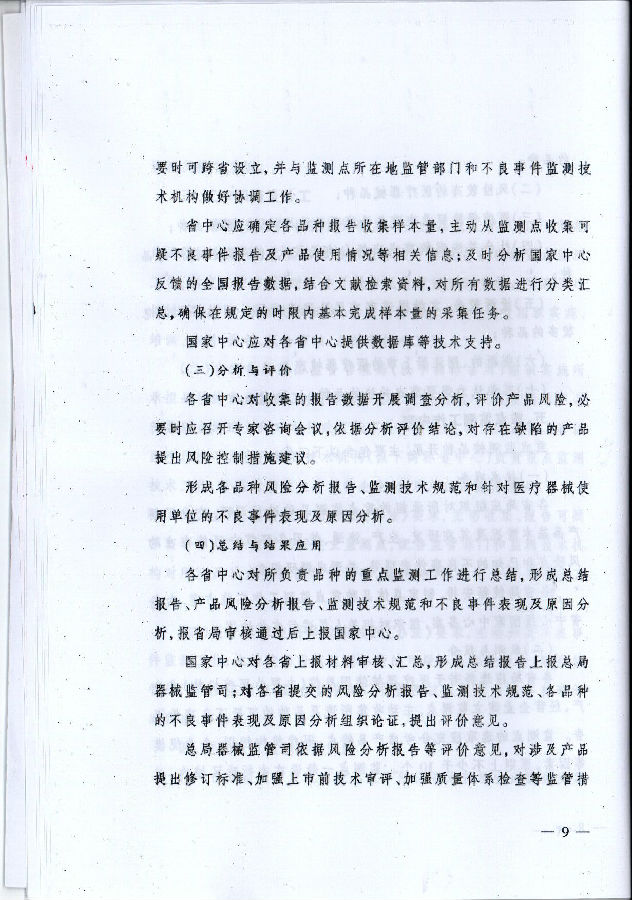 要时可跨省设立,并与监测点所在地监管部门和不良事件监测技
术机构做好协调工作。
省中心应确定各品种报告收集样本量,主动从监测点收集可
疑不良事件报告及产品使用情况等相关信息;及时分析国家中心
反馈的全国报告数据,结合文献检索资料,对所有数据进行分类汇
总,确保在规定的时限内基本完成样本量的采集任务。
国家中心应对各省中心提供数据库等技术支持。
(三)分析与评价
各省中心对收集的报告数据开展调查分析,评价产品风险,必
要时应召开专家咨询会议,依据分析评价结论,对存在缺陷的产品
提出风险控制措施建议。
形成各品种风险分析报告、监测技术规范和针对医疗器械使
用单位的不良事件表现及原因分析。
(四)总结与结果应用
各省中心对所负责品种的重点监测工作进行总结,形成总结
报告、产品风险分析报告、监测技术规范和不良事件表现及原因分
析,报省局审核通过后上报国家中心。
国家中心对各省上报材料审核、汇总,形成总结报告上报总局
器械监管司;对各省提交的风险分析报告、监测技术规范、各品种
的不良事件表现及原因分析组织论证,提出评价意见。
总局器械监管司依据风险分析报告等评价意见,对涉及产品
提出修订标准、加强上市前技术审评、加强质量体系检查等监管措
— 9 —